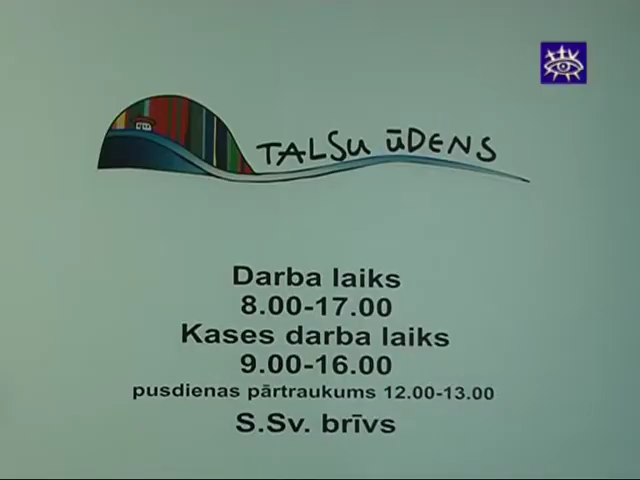 TALSU ŪDENS
Darba laiks
8.00-17.00
Kases darba laiks
9.00-16.00
pusdienas pārtraukums 12.00-13.00
S.Sv. brīvs